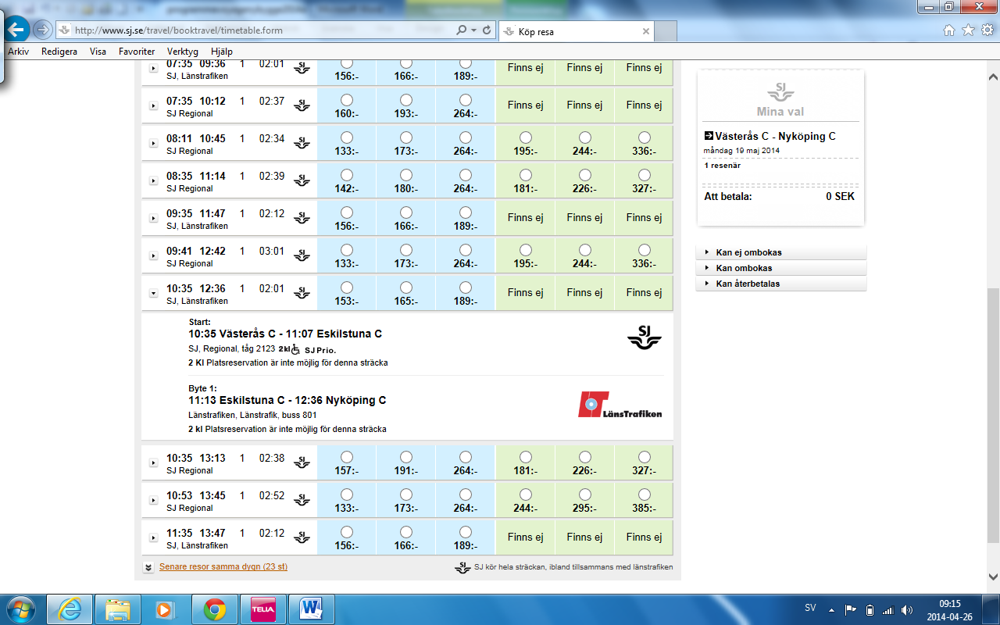 http://www.sj.se/travel/booktravel/timetable.form
Köp resa
Arkiv Redigera Visa Favoriter Verktyg Hjälp
07:35 09:36 1 02:01 156:- 166:- 189:- Finns ej Finns ej Finns ej
SJ, Länstrafiken
07:35 10:12 1 02:37 160:- 193:- 264:- Finns ej Finns ej Finns ej
SJ Regional
08:11 10:45 1 02:34 133:- 173:- 264:- 195:- 244:- 336:-
SJ Regional
08:35 11:14 1 02:39 142:- 180:- 264:- 181:- 226:- 327:-
SJ Regional
09:35 11:47 1 02:12 156:- 166:- 189:- Finns ej Finns ej Finns ej
SJ, Länstrafiken
09:41 12:42 1 03:01 133:- 173:- 264:- 195:- 244:- 336:-
SJ Regional
10:35 12:36 1 02:01 153:- 165:- 189:- Finns ej Finns ej Finns ej
SJ, Länstrafiken
Start:
10:35 Västerås C - 11:07 Eskilstuna C
SJ, Regional, tåg 2123 2kl SJ Prio.
2 Kl Platsreservation är inte möjlig för denna sträcka
SJ
Byte 1:
11:13 Eskilstuna C - 12:36 Nyköping C
Länstrafiken, Länstrafik, buss 801
2 kl Platsreservation är inte möjlig för denna sträcka
LänsTrafiken
10:35 13:13 1 02:38 157:- 191:- 264:- 181:- 226:- 327:-
SJ Regional
10:53 13:45 1 02:52 133:- 173:- 264:- 244:- 295:- 385:-
SJ Regional
11:35 13:47 1 02:12 156:- 166:- 189:- Finns ej Finns ej Finns ej
SJ, Länstrafiken
Senare resor samma dygn (23 st)
SJ SJ kör hela sträckan, ibland tillsammans med länstrafiken
SJ
Mina val
Västerås C - Nyköping C
måndag 19 maj 2014
1 resenär
Att betala: 0 SEK
Kan ej ombokas
Kan ombokas
Kan återbetalas
TELIA
SV
09:15
2014-04-26